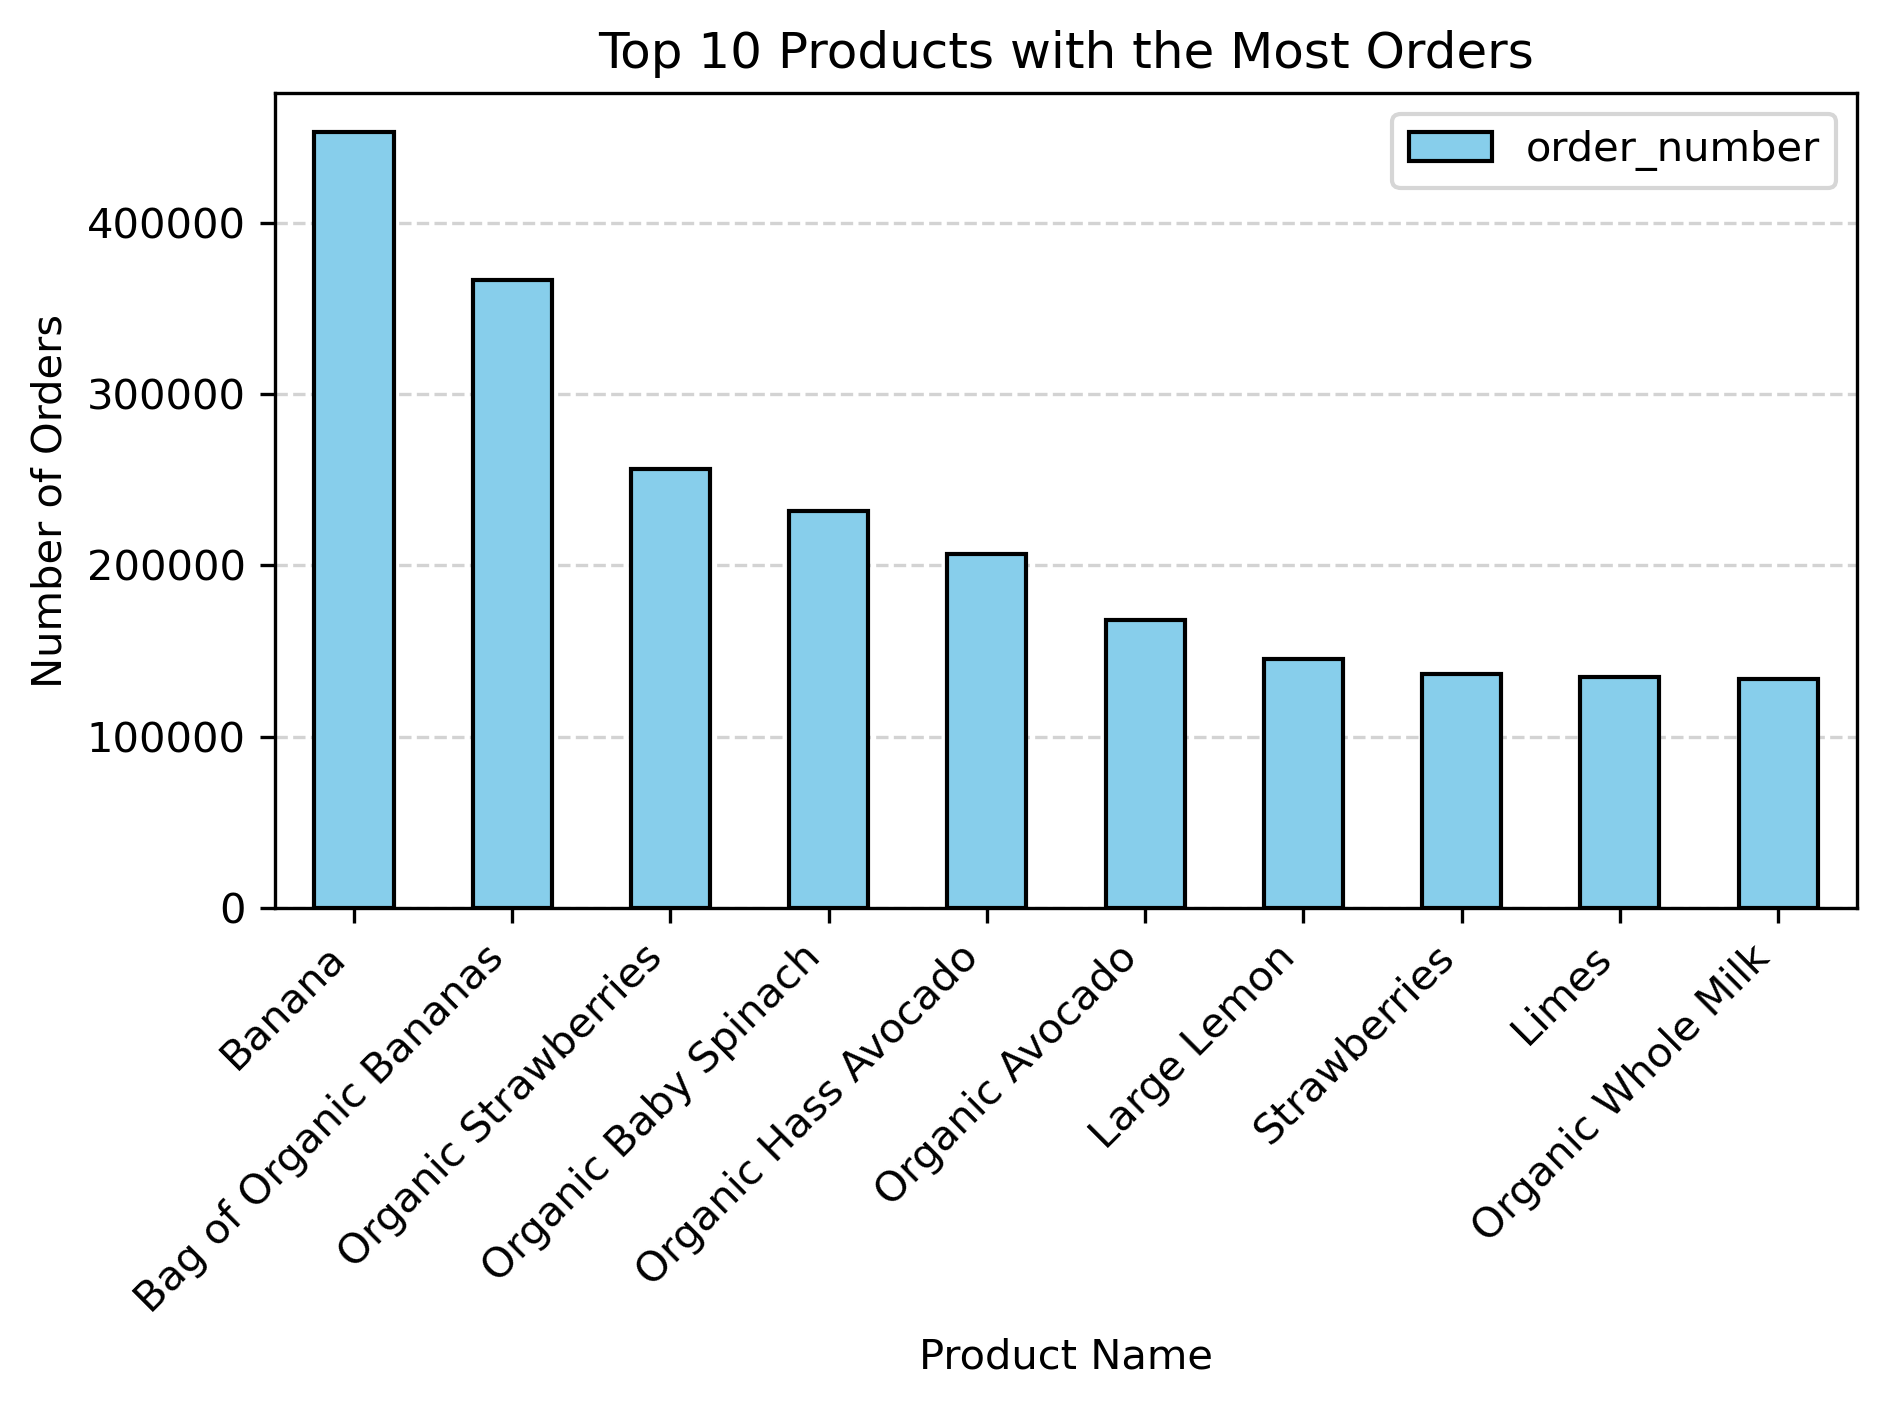 Top 10 Products with the Most Orders
order_number
Number of Orders
400000
300000
200000
100000
0
Banana
Bag of Organic Bananas
Organic Strawberries
Organic Baby Spinach
Organic Hass Avocado
Organic Avocado
Large Lemon
Strawberries
Limes
Organic Whole Milk
Product Name